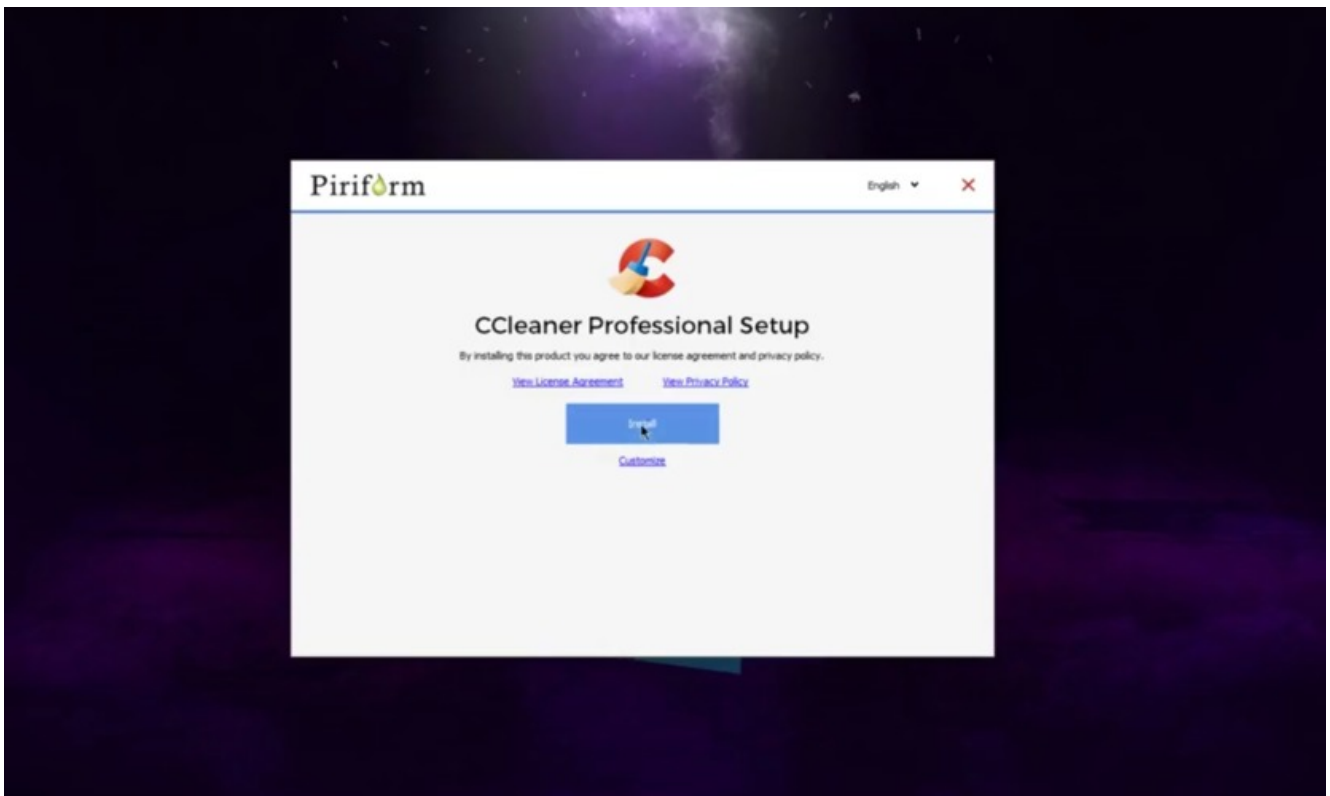 Piriform
English
CCleaner Professional Setup
By installing this product you agree to our license agreement and privacy policy.
View License Agreement View Privacy Policy
Install
Customize